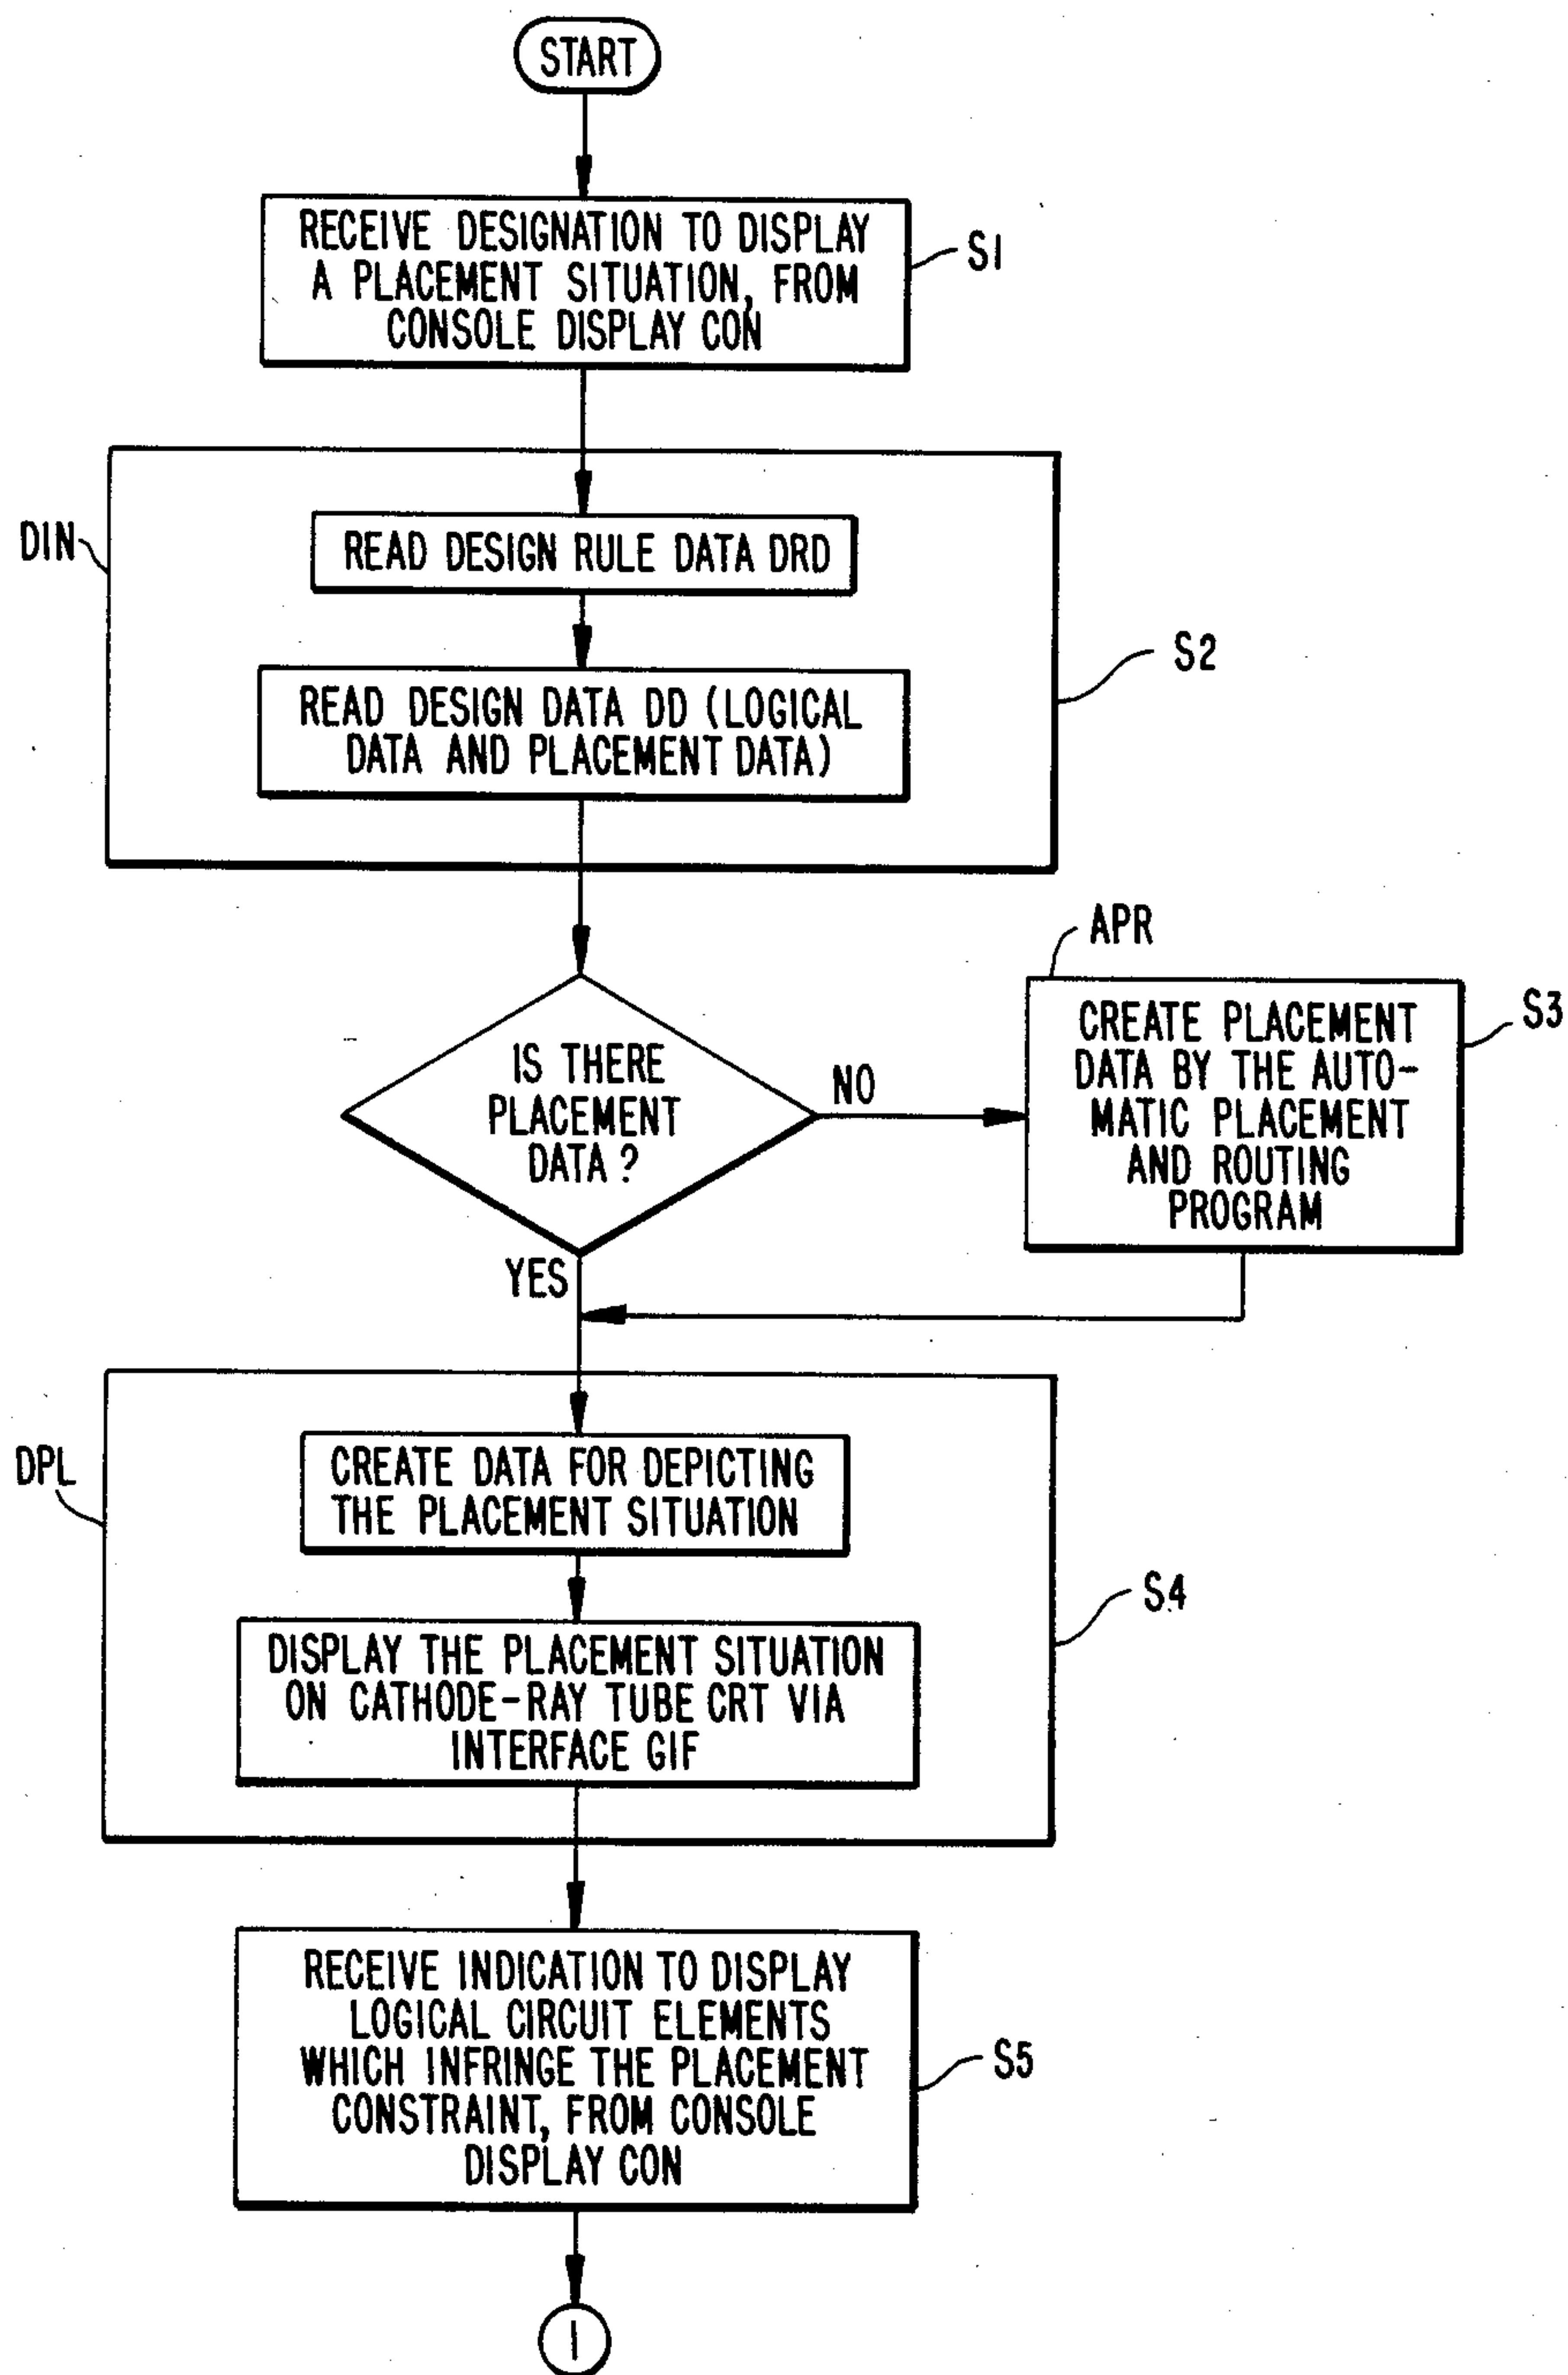 START
RECEIVE DESIGNATION TO DISPLAY
A PLACEMENT SITUATION, FROM
CONSOLE DISPLAY CON
S1
DIN
READ DESIGN RULE DATA DRD
READ DESIGN DATA DD (LOGICAL
DATA AND PLACEMENT DATA)
S2
IS THERE
PLACEMENT
DATA?
NO
YES
APR
CREATE PLACEMENT
DATA BY THE AUTO-
MATIC PLACEMENT
AND ROUTING
PROGRAM
S3
DPL
CREATE DATA FOR DEPICTING
THE PLACEMENT SITUATION
DISPLAY THE PLACEMENT SITUATION
ON CATHODE-RAY TUBE CRT VIA
INTERFACE GIF
S4
RECEIVE INDICATION TO DISPLAY
LOGICAL CIRCUIT ELEMENTS
WHICH INFRINGE THE PLACEMENT
CONSTRAINT, FROM CONSOLE
DISPLAY CON
S5
1